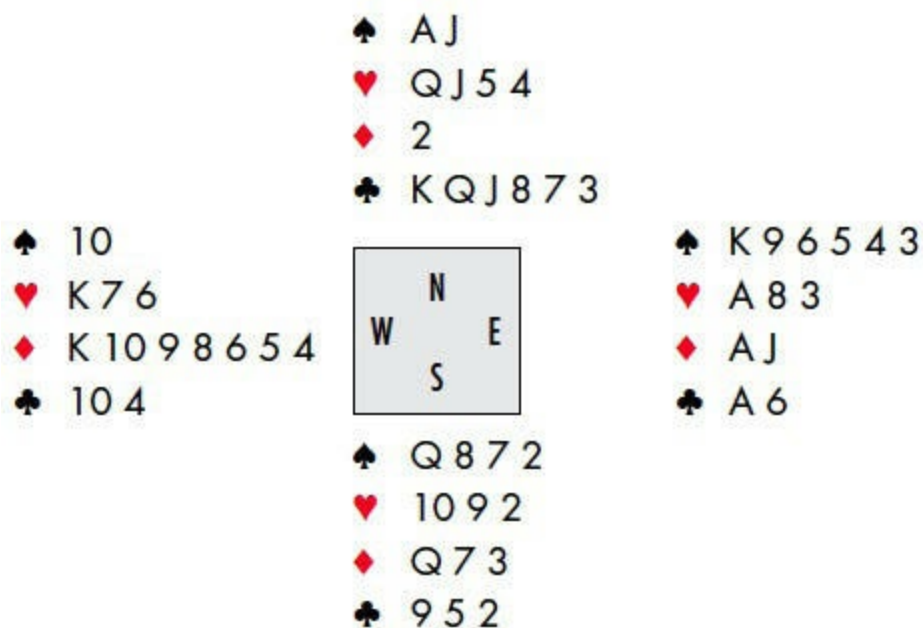 ♠ A J
♥ Q J 5 4
♦ 2
♣ K Q J 8 7 3
♠ 10
♥ K 7 6
♦ K 10 9 8 6 5 4
♣ 10 4
N
W E
S
♠ K 9 6 5 4 3
♥ A 8 3
♦ A J
♣ A 6
♠ Q 8 7 2
♥ 10 9 2
♦ Q 7 3
♣ 9 5 2